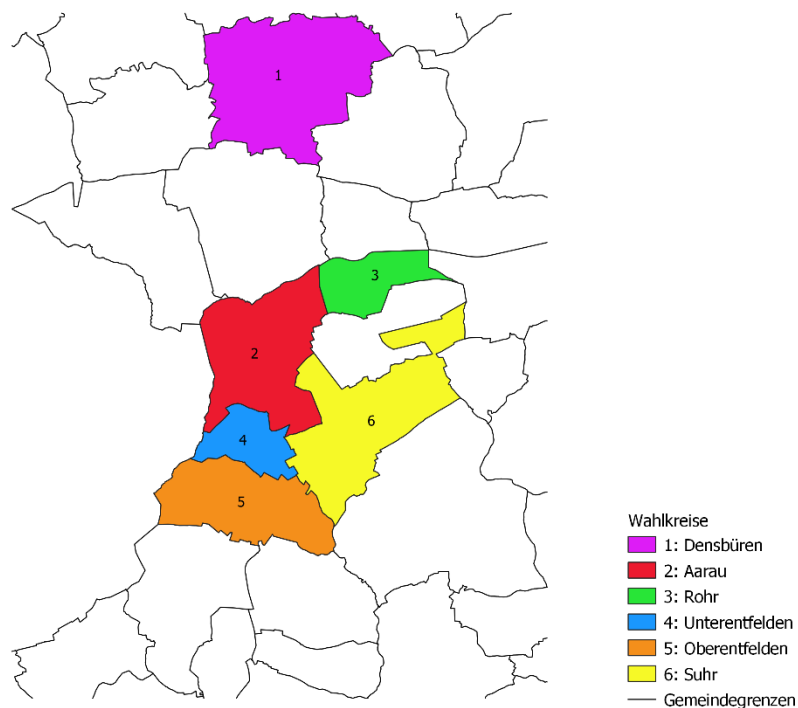 1
3
2
4
6
5
Wahlkreise
1: Densbüren
2: Aarau
3: Rohr
4: Unterentfelden
5: Oberentfelden
6: Suhr
Gemeindegrenzen